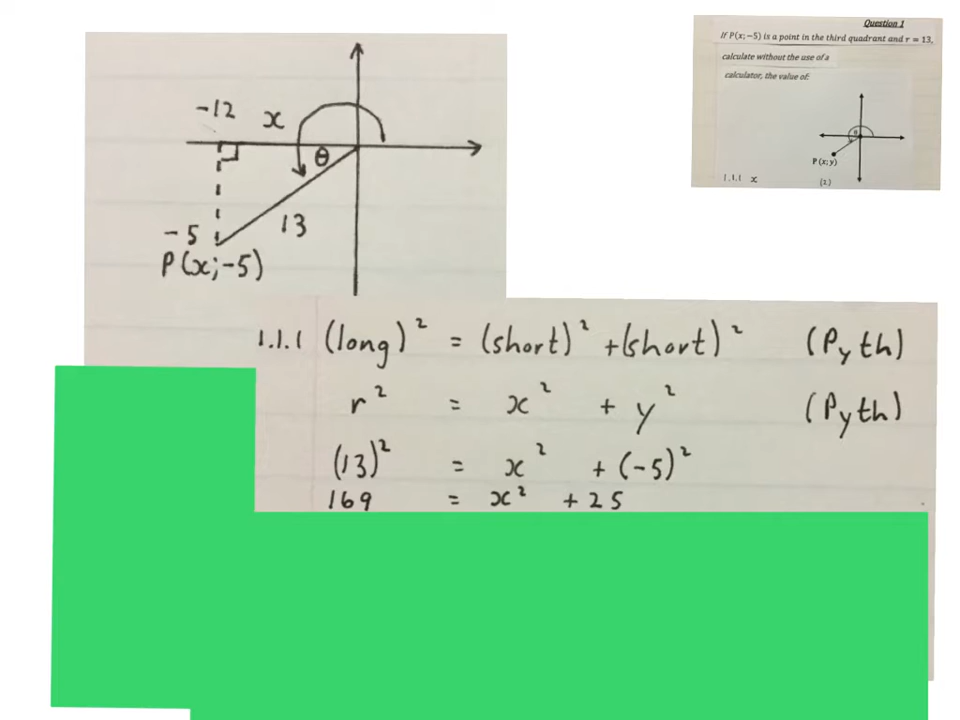 Question 1
If P(x; −5) is a point in the third quadrant and r = 13,
calculate without the use of a
calculator, the value of:
θ
P (x; y)
1.1.1 x (2)
-12 x
θ
13
-5
P(x;-5)
1.1.1 (long)² = (short)² + (short)² (Pyth)
r² = x² + y² (Pyth)
(13)² = x² + (-5)²
169 = x² + 25